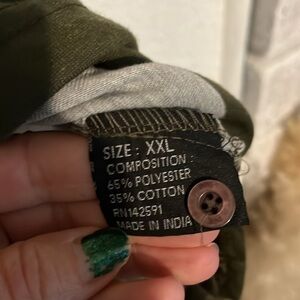 SIZE : XXL
COMPOSITION :
65% POLYESTER
35% COTTON
RN142591
MADE IN INDIA